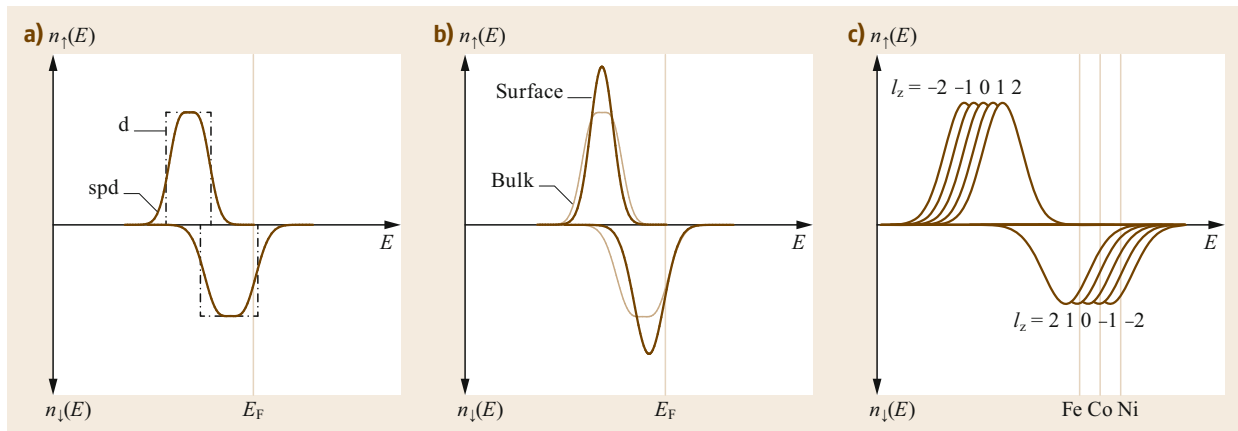 a) n↑(E)
d
spd
E
n↓(E)
E_F
b) n↑(E)
Surface
Bulk
E
n↓(E)
E_F
c) n↑(E)
l_z = –2 –1 0 1 2
E
l_z = 2 1 0 –1 –2
n↓(E)
Fe Co Ni